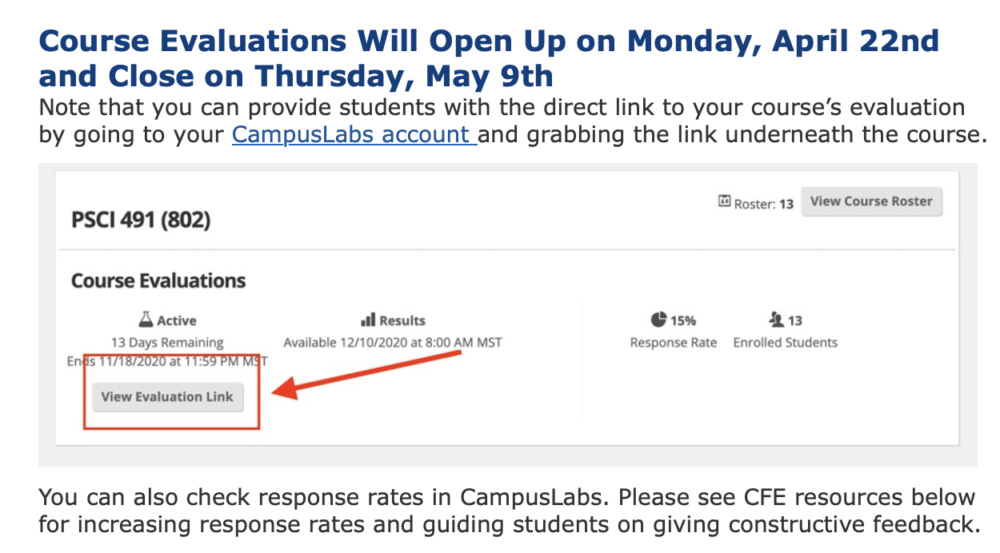 Course Evaluations Will Open Up on Monday, April 22nd
and Close on Thursday, May 9th
Note that you can provide students with the direct link to your course’s evaluation
by going to your CampusLabs account and grabbing the link underneath the course.
PSCI 491 (802)
Roster: 13 View Course Roster
Course Evaluations
Active Results 15% 13
13 Days Remaining Available 12/10/2020 at 8:00 AM MST Response Rate Enrolled Students
Ends 11/18/2020 at 11:59 PM MST
View Evaluation Link
You can also check response rates in CampusLabs. Please see CFE resources below
for increasing response rates and guiding students on giving constructive feedback.